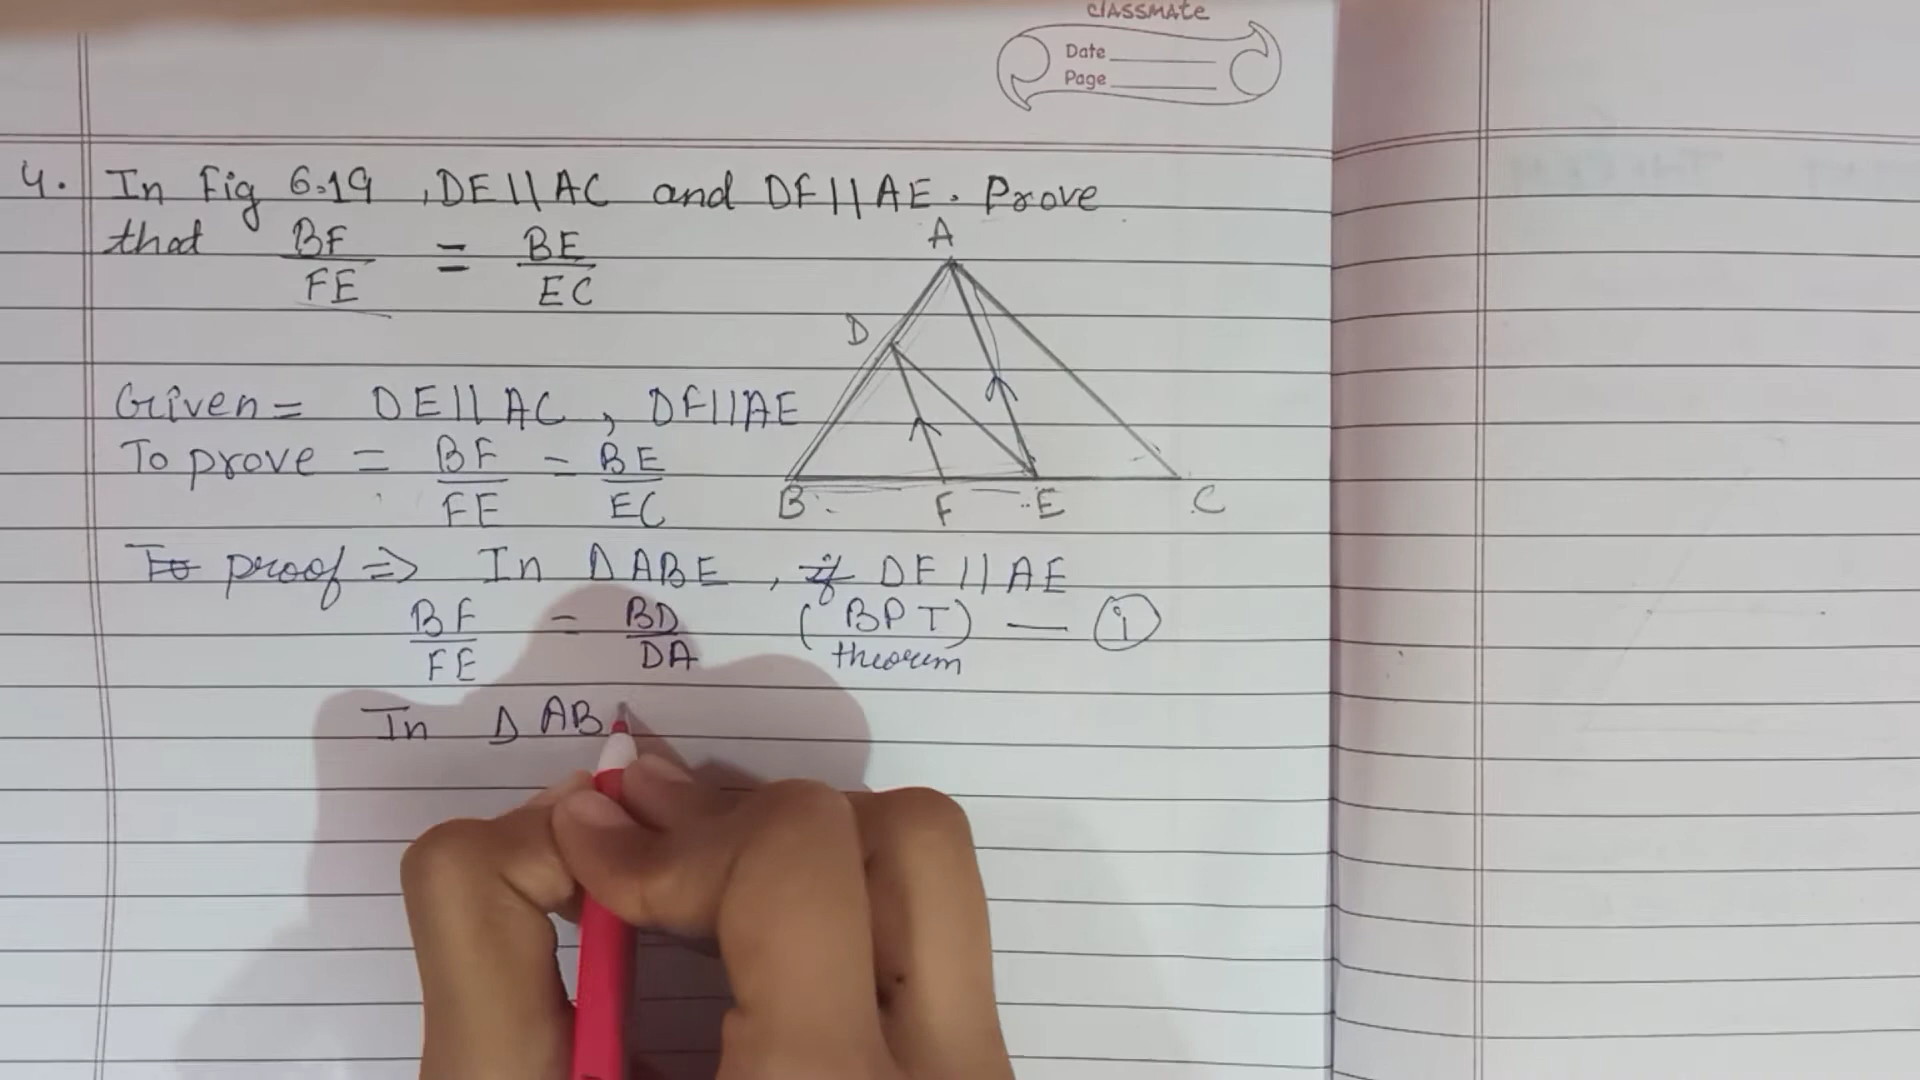 classmate
Date
Page
4. In Fig 6.19 , DE || AC and DF || AE. Prove
that BF/FE = BE/EC
A
D
B F E C
Given = DE || AC , DF || AE
To prove = BF/FE = BE/EC
To proof => In Δ ABE , if DF || AE
BF/FE = BD/DA (BPT) — (i)
theorem
In Δ AB